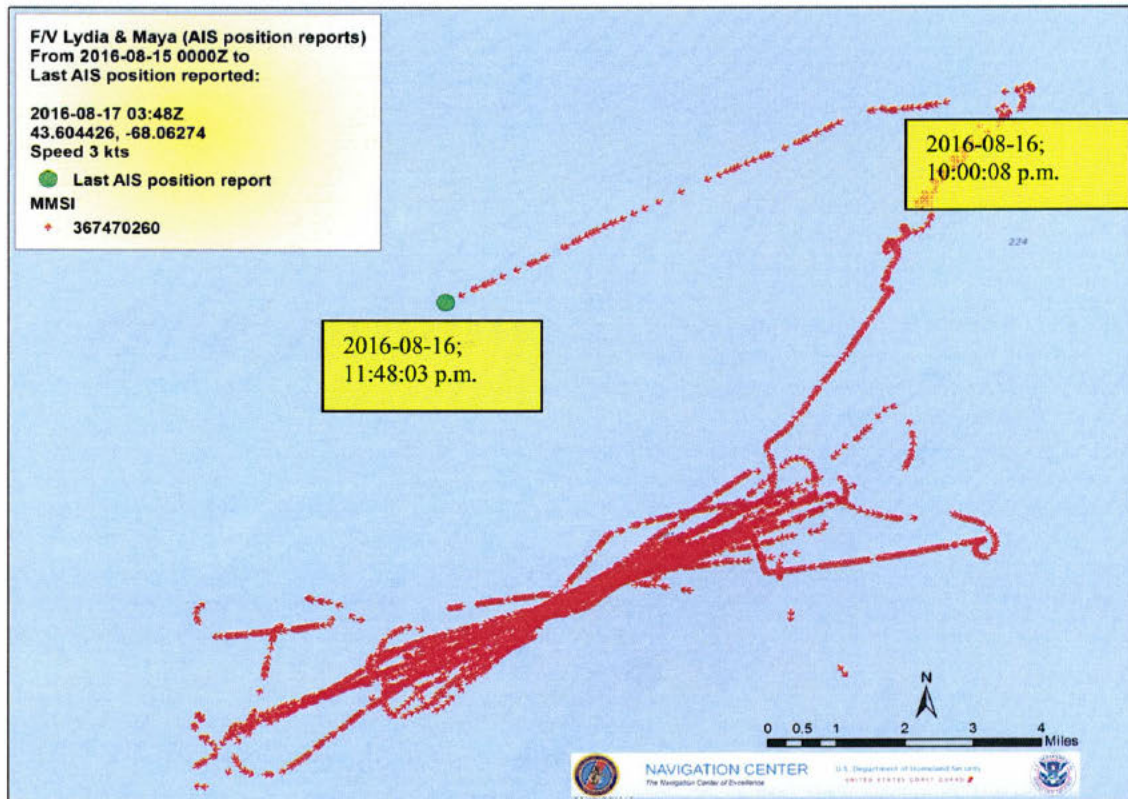 F/V Lydia & Maya (AIS position reports)
From 2016-08-15 0000Z to
Last AIS position reported:
2016-08-17 03:48Z
43.604426, -68.06274
Speed 3 kts
Last AIS position report
MMSI
367470260
2016-08-16;
10:00:08 p.m.
224
2016-08-16;
11:48:03 p.m.
N
0 0.5 1 2 3 4
Miles
NAVIGATION CENTER
The Navigation Center of Excellence
U.S. Department of Homeland Security
UNITED STATES COAST GUARD